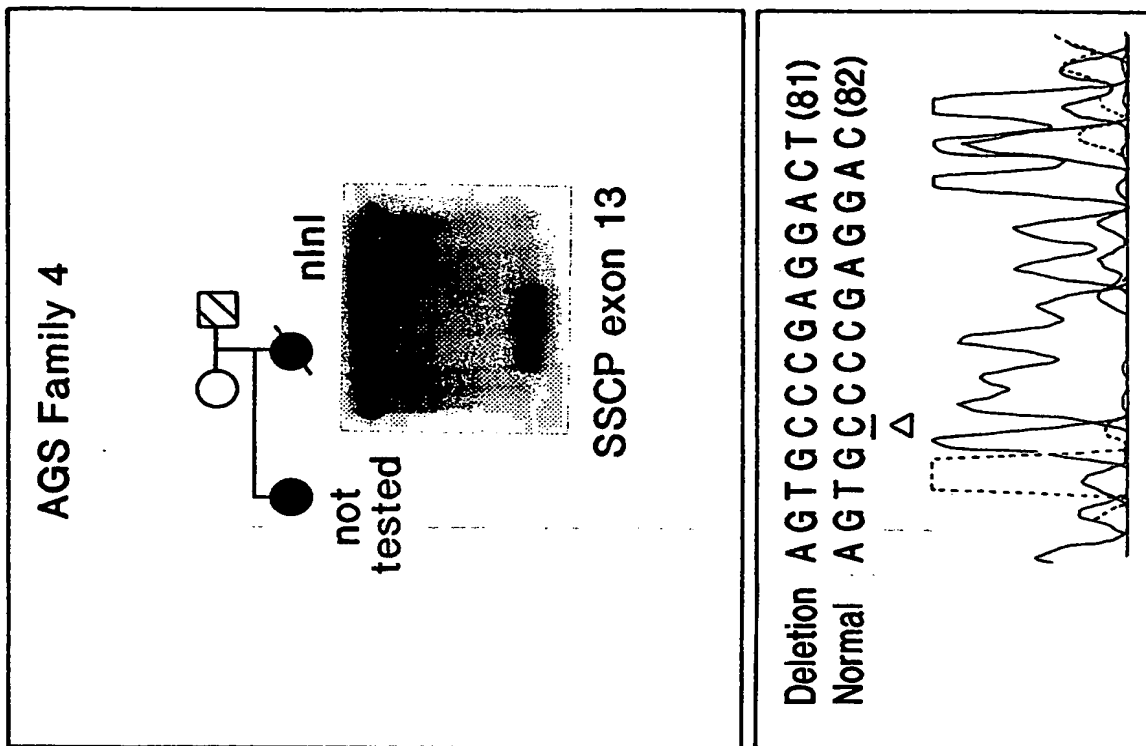 AGS Family 4
nlnl
not
tested
SSCP exon 13
Deletion AGTGCCCGAGGACT (81)
Normal AGTGCCCCGAGGAC (82)
Δ